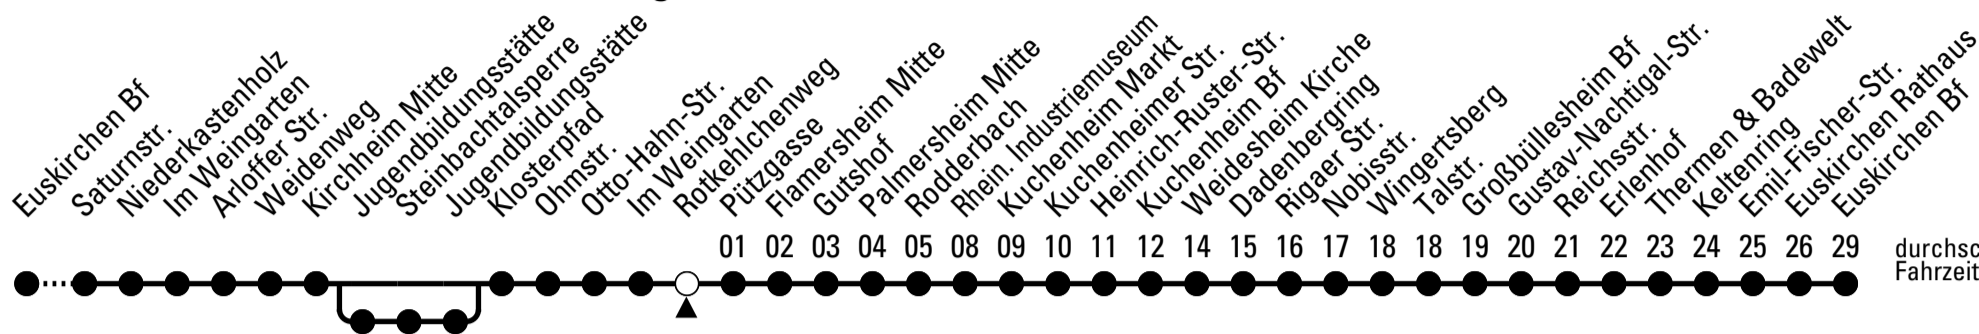 Euskirchen Bf
Saturnstr.
Niederkastenholz
Im Weingarten
Arloffer Str.
Weidenweg
Kirchheim Mitte
Jugendbildungsstätte
Steinbachtalsperre
Jugendbildungsstätte
Klosterpfad
Ohmstr.
Otto-Hahn-Str.
Im Weingarten
Rotkehlchenweg
Pützgasse
Flamersheim Mitte
Gutshof
Palmersheim Mitte
Rodderbach
Rhein. Industriemuseum
Kuchenheim Markt
Kuchenheimer Str.
Heinrich-Ruster-Str.
Kuchenheim Bf
Weidesheim Kirche
Dadenbergring
Rigaer Str.
Nobisstr.
Wingertsberg
Talstr.
Großbüllesheim Bf
Gustav-Nachtigal-Str.
Reichsstr.
Erlenhof
Thermen & Badewelt
Keltenring
Emil-Fischer-Str.
Euskirchen Rathaus
Euskirchen Bf
01 02 03 04 05 08 09 10 11 12 14 15 16 17 18 18 19 20 21 22 23 24 25 26 29
durchsc
Fahrzeit